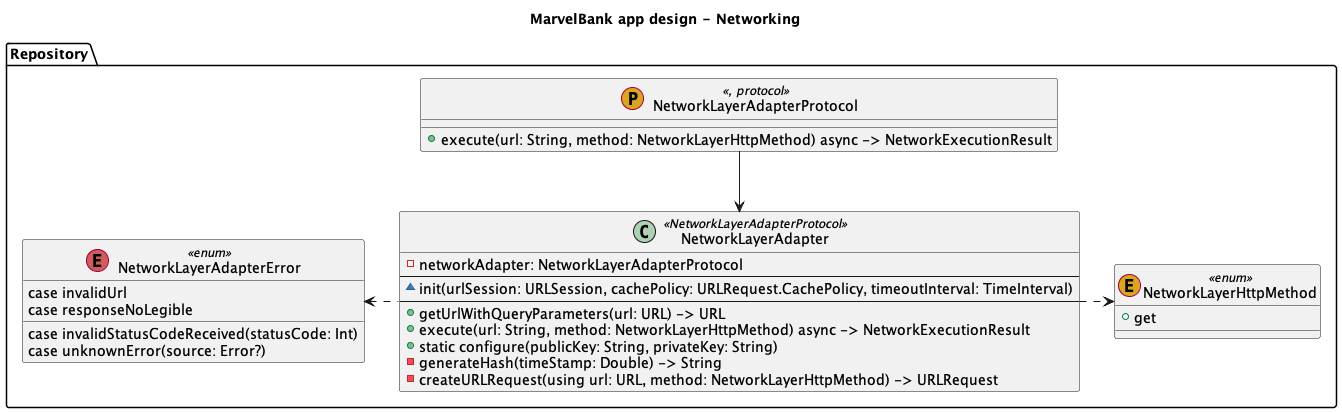 MarvelBank app design - Networking
Repository
P
«, protocol»
NetworkLayerAdapterProtocol
execute(url: String, method: NetworkLayerHttpMethod) async -> NetworkExecutionResult
E
«enum»
NetworkLayerAdapterError
case invalidUrl
case responseNoLegible
case invalidStatusCodeReceived(statusCode: Int)
case unknownError(source: Error?)
C
«NetworkLayerAdapterProtocol»
NetworkLayerAdapter
networkAdapter: NetworkLayerAdapterProtocol
init(urlSession: URLSession, cachePolicy: URLRequest.CachePolicy, timeoutInterval: TimeInterval)
getUrlWithQueryParameters(url: URL) -> URL
execute(url: String, method: NetworkLayerHttpMethod) async -> NetworkExecutionResult
static configure(publicKey: String, privateKey: String)
generateHash(timeStamp: Double) -> String
createURLRequest(using url: URL, method: NetworkLayerHttpMethod) -> URLRequest
E
«enum»
NetworkLayerHttpMethod
get